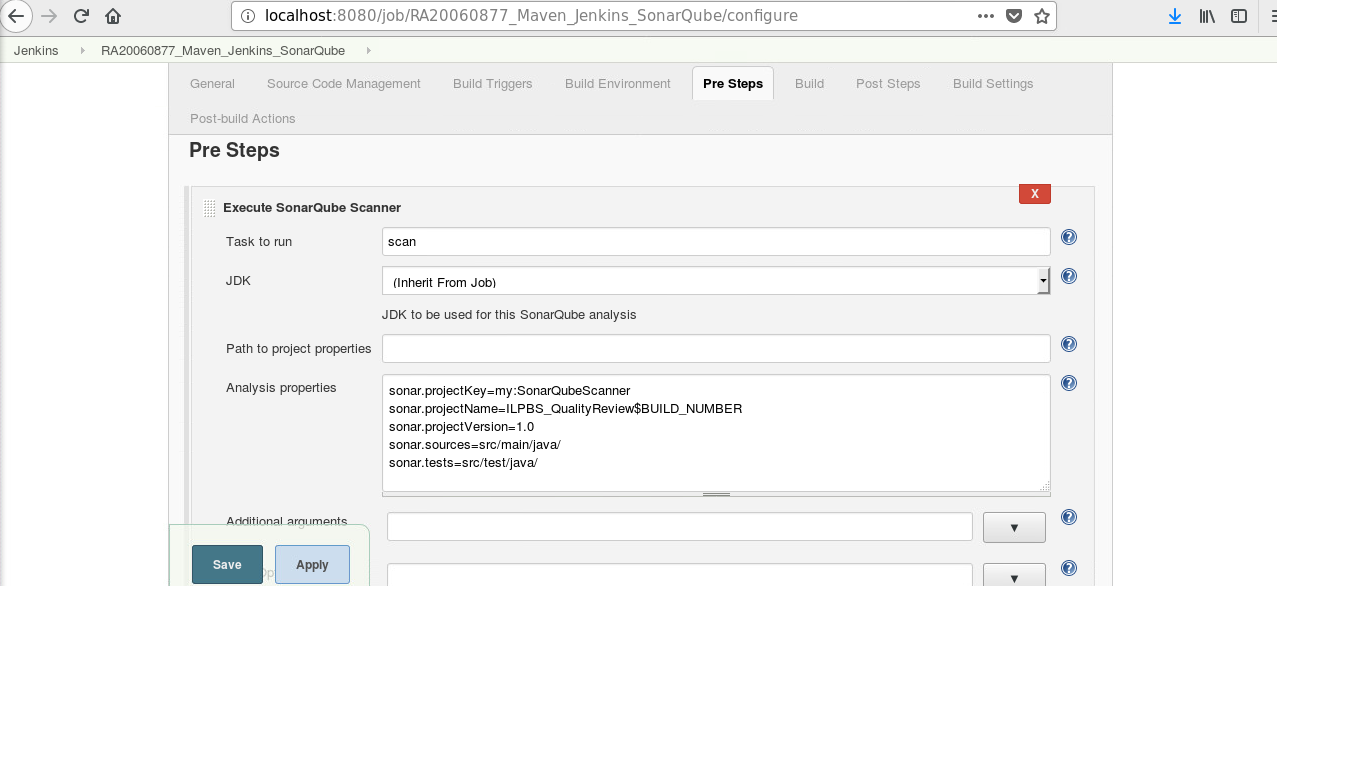 localhost:8080/job/RA20060877_Maven_Jenkins_SonarQube/configure
Jenkins RA20060877_Maven_Jenkins_SonarQube
General Source Code Management Build Triggers Build Environment Pre Steps Build Post Steps Build Settings
Post-build Actions
Pre Steps
X
Execute SonarQube Scanner
Task to run scan
JDK (Inherit From Job)
JDK to be used for this SonarQube analysis
Path to project properties
Analysis properties sonar.projectKey=my:SonarQubeScanner
sonar.projectName=ILPBS_QualityReview$BUILD_NUMBER
sonar.projectVersion=1.0
sonar.sources=src/main/java/
sonar.tests=src/test/java/
Additional arguments
Save Apply